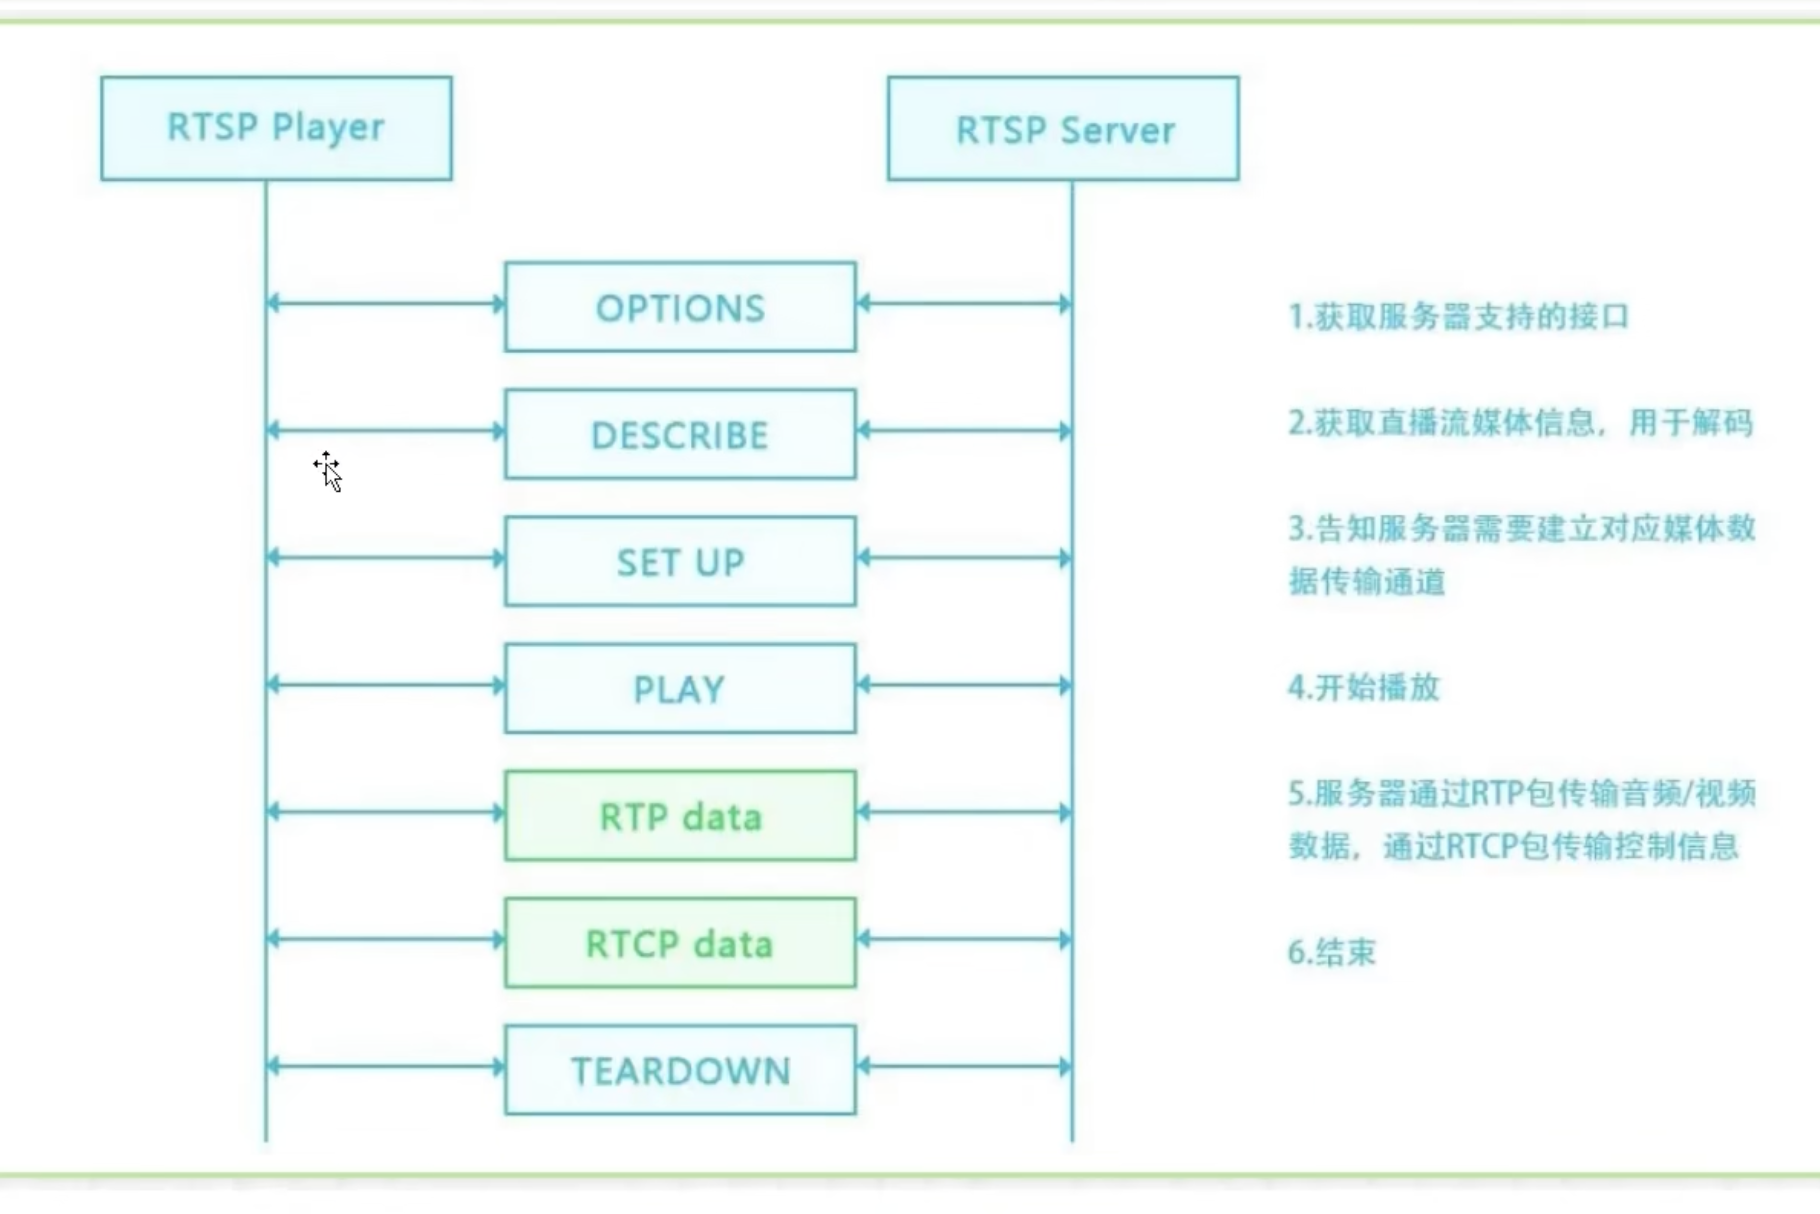 RTSP Player
RTSP Server
OPTIONS
DESCRIBE
SET UP
PLAY
RTP data
RTCP data
TEARDOWN
1.获取服务器支持的接口
2.获取直播流媒体信息，用于解码
3.告知服务器需要建立对应媒体数
据传输通道
4.开始播放
5.服务器通过RTP包传输音频/视频
数据，通过RTCP包传输控制信息
6.结束